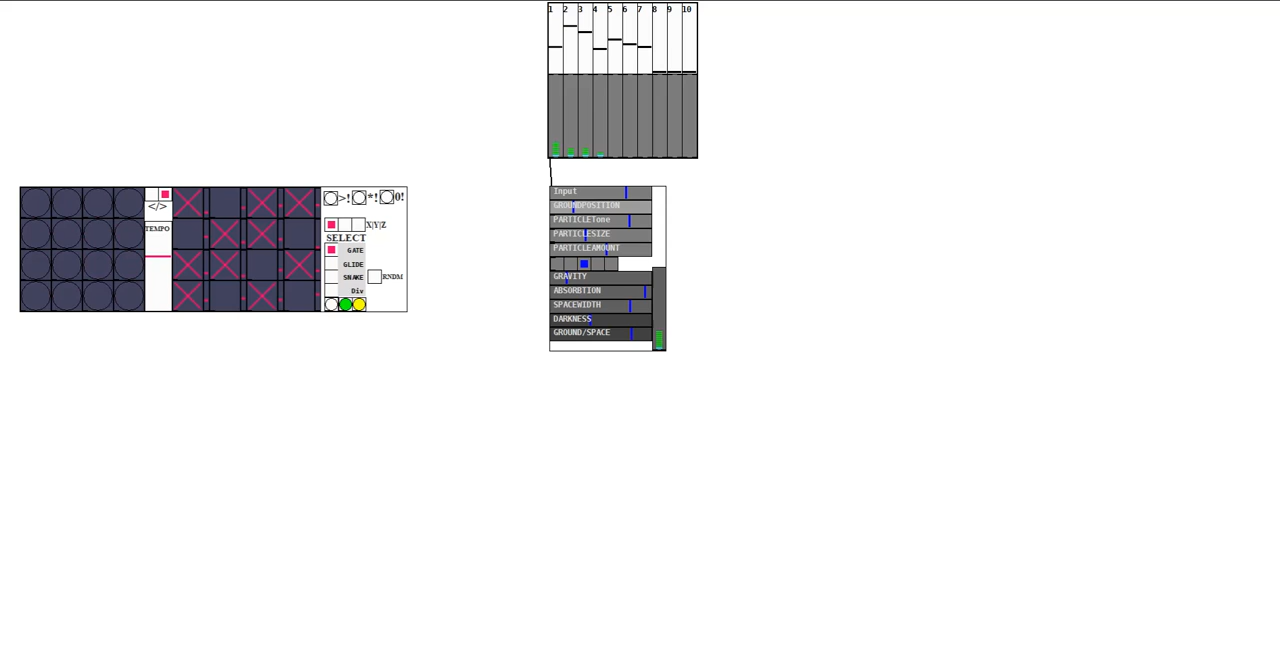 1 2 3 4 5 6 7 8 9 10
</>
TEMPO
>! *! 0!
X|Y|Z
SELECT
GATE
GLIDE
SNAKE
RNDM
Div
Input
GROUNDPOSITION
PARTICLETone
PARTICLESIZE
PARTICLEAMOUNT
GRAVITY
ABSORBTION
SPACEWIDTH
DARKNESS
GROUND/SPACE